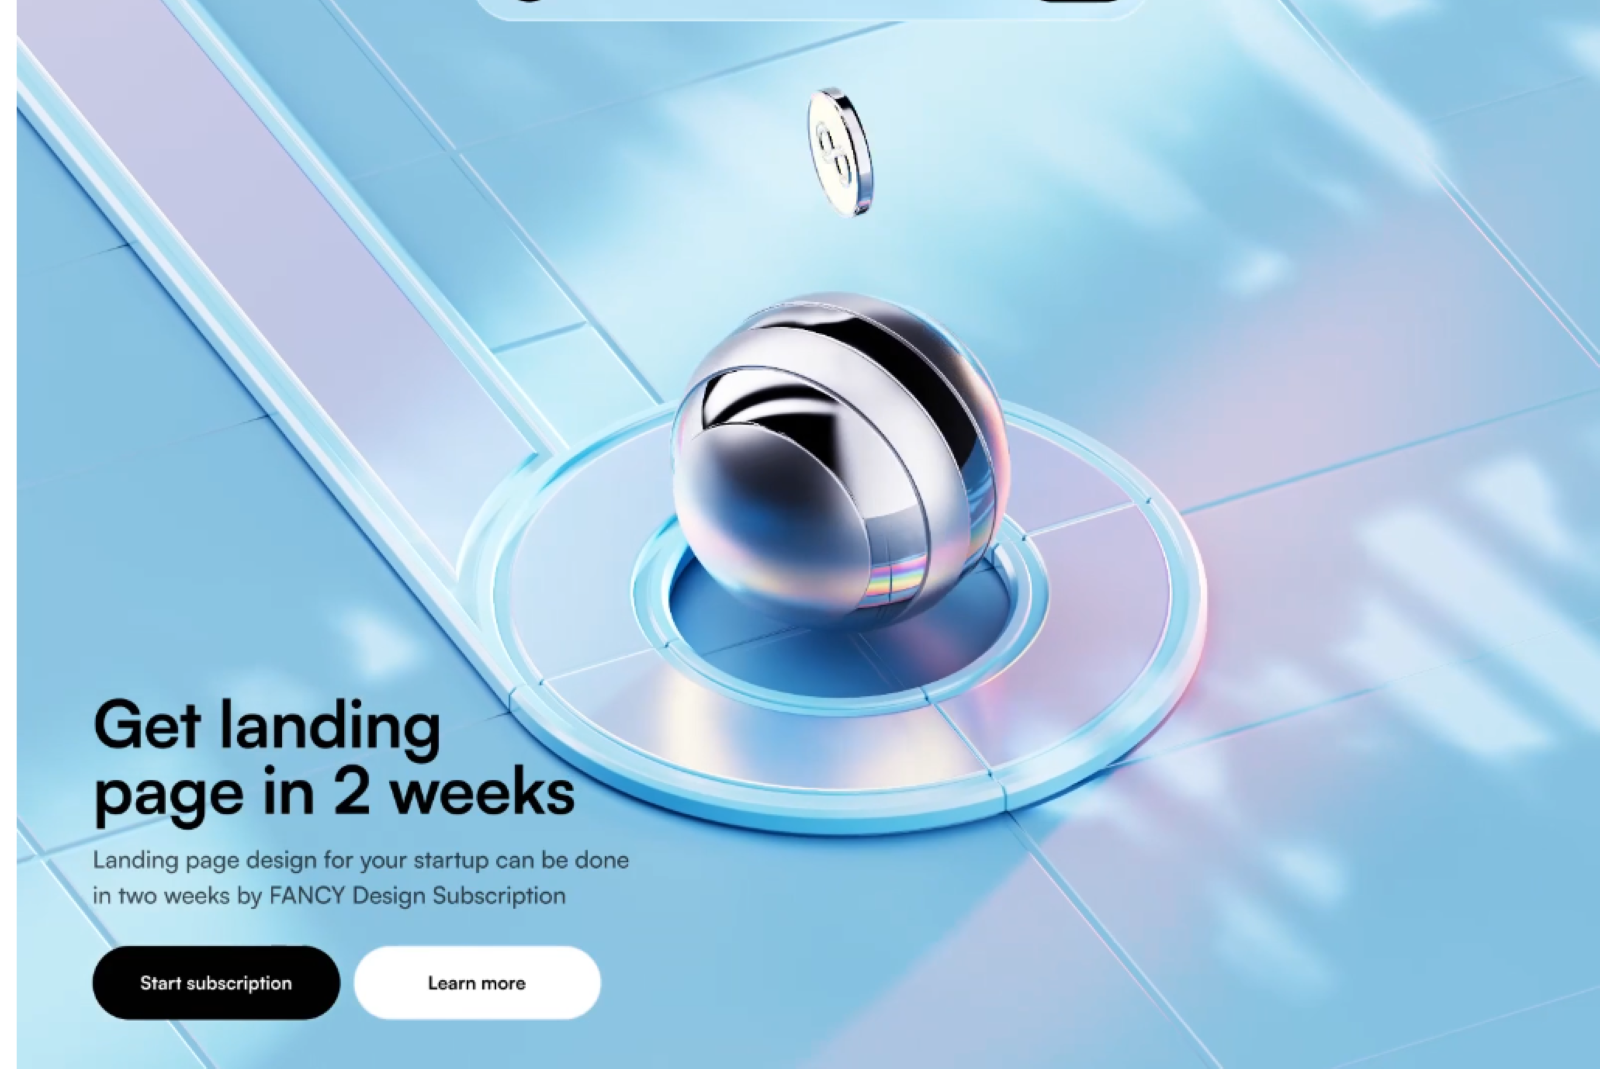 Get landing
page in 2 weeks
Landing page design for your startup can be done
in two weeks by FANCY Design Subscription
Start subscription
Learn more